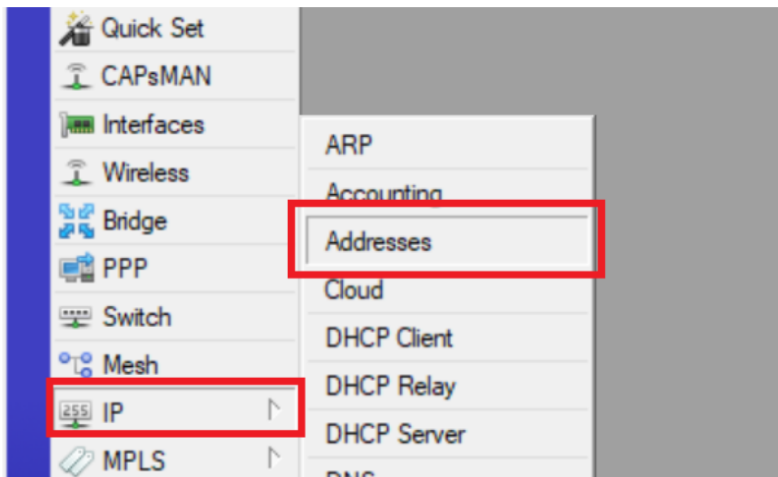 Quick Set
CAPsMAN
Interfaces
Wireless
Bridge
PPP
Switch
Mesh
255 IP
MPLS
ARP
Accounting
Addresses
Cloud
DHCP Client
DHCP Relay
DHCP Server
DNS